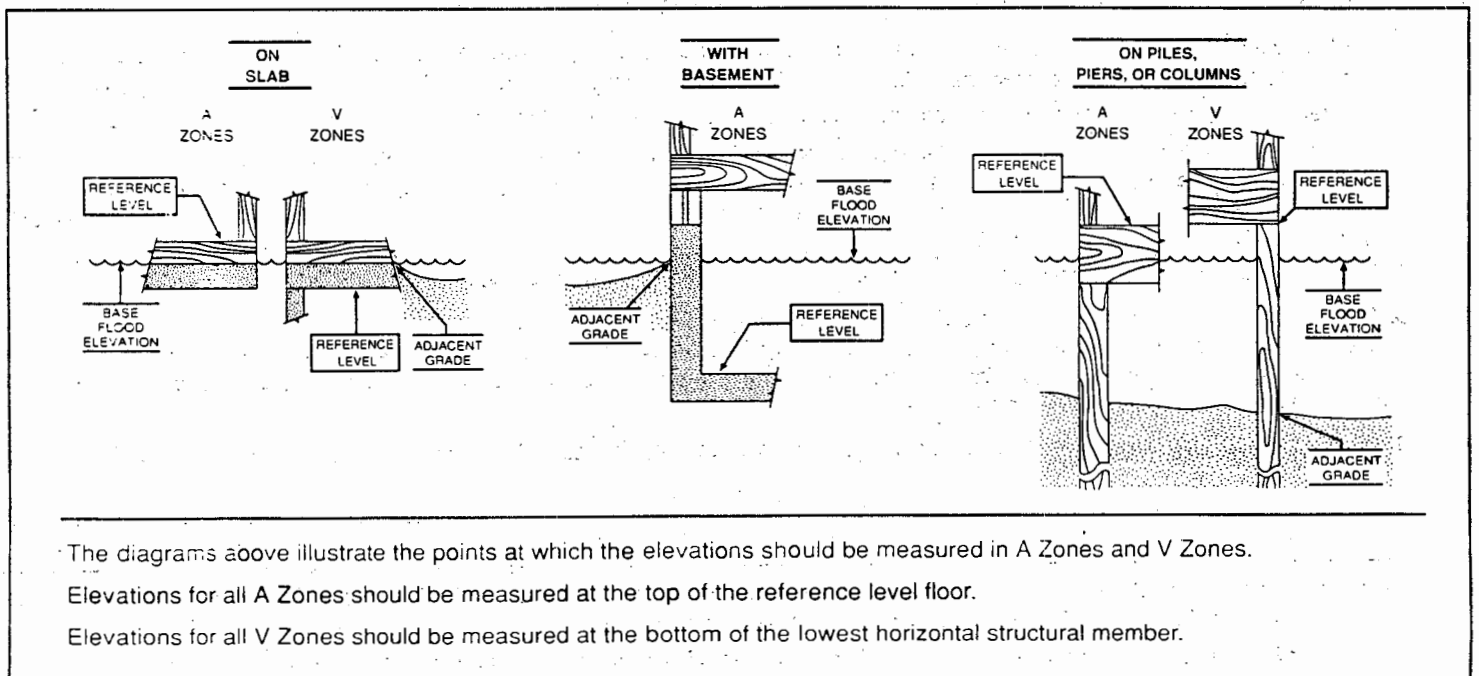 ON
SLAB
A
ZONES
V
ZONES
REFERENCE
LEVEL
BASE
FLOOD
ELEVATION
REFERENCE
LEVEL
ADJACENT
GRADE
WITH
BASEMENT
A
ZONES
BASE
FLOOD
ELEVATION
ADJACENT
GRADE
REFERENCE
LEVEL
ON PILES,
PIERS, OR COLUMNS
A
ZONES
V
ZONES
REFERENCE
LEVEL
REFERENCE
LEVEL
BASE
FLOOD
ELEVATION
ADJACENT
GRADE
The diagrams above illustrate the points at which the elevations should be measured in A Zones and V Zones.
Elevations for all A Zones should be measured at the top of the reference level floor.
Elevations for all V Zones should be measured at the bottom of the lowest horizontal structural member.